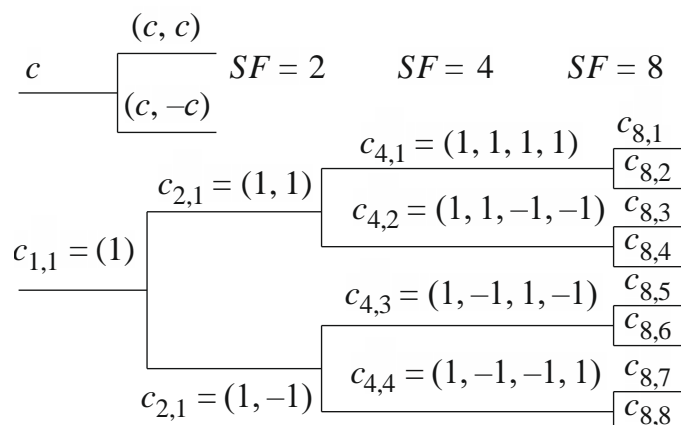 (c, c)
c SF = 2 SF = 4 SF = 8
(c, –c)
c8,1
c4,1 = (1, 1, 1, 1)
c8,2
c2,1 = (1, 1)
c8,3
c4,2 = (1, 1, –1, –1)
c8,4
c1,1 = (1)
c8,5
c4,3 = (1, –1, 1, –1)
c8,6
c8,7
c4,4 = (1, –1, –1, 1)
c2,1 = (1, –1)
c8,8